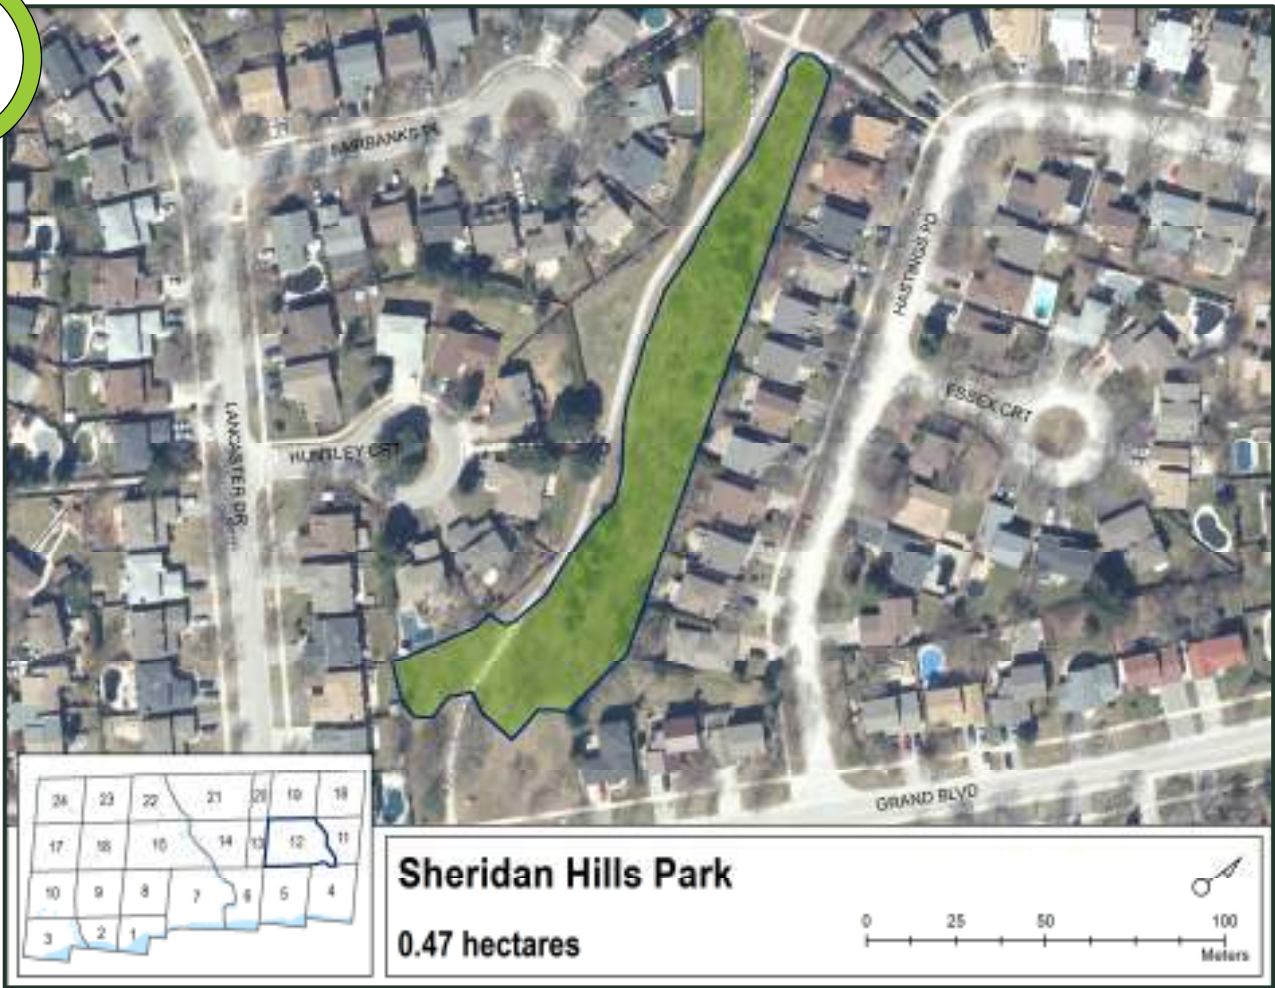 FAIRBANKS PL
HASTINGS RD
ESSEX CRT
LANCASTER DR
HUNTLEY CRT
GRAND BLVD
24 23 22 21 20 19 18
17 16 15 14 13 12 11
10 9 8 7 6 5 4
3 2 1
Sheridan Hills Park
0.47 hectares
0 25 50 100
Meters